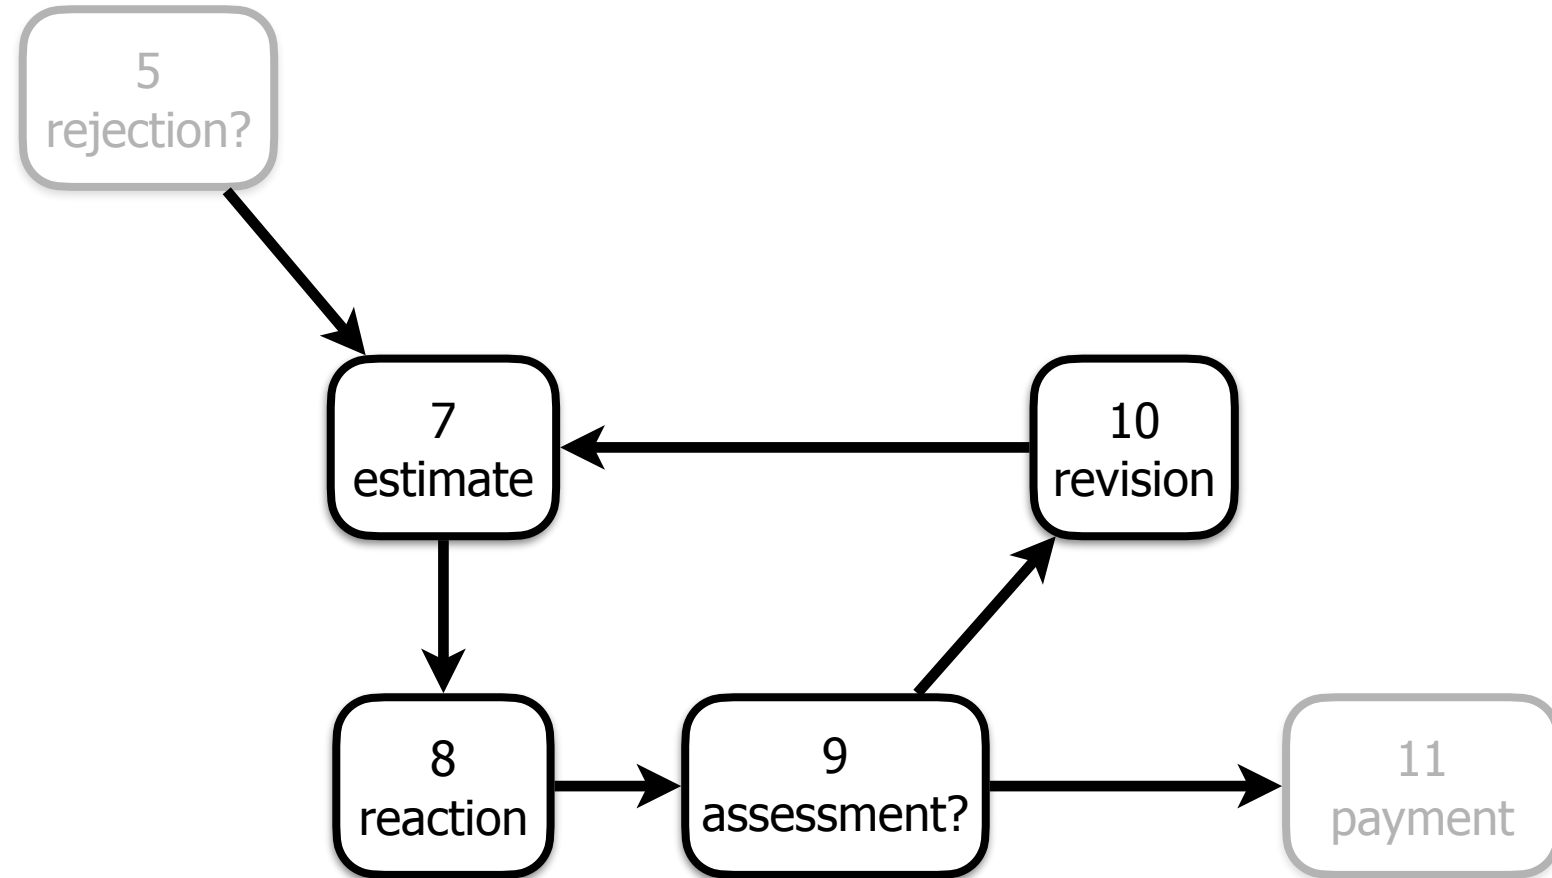 5
rejection?
7
estimate
10
revision
8
reaction
9
assessment?
11
payment